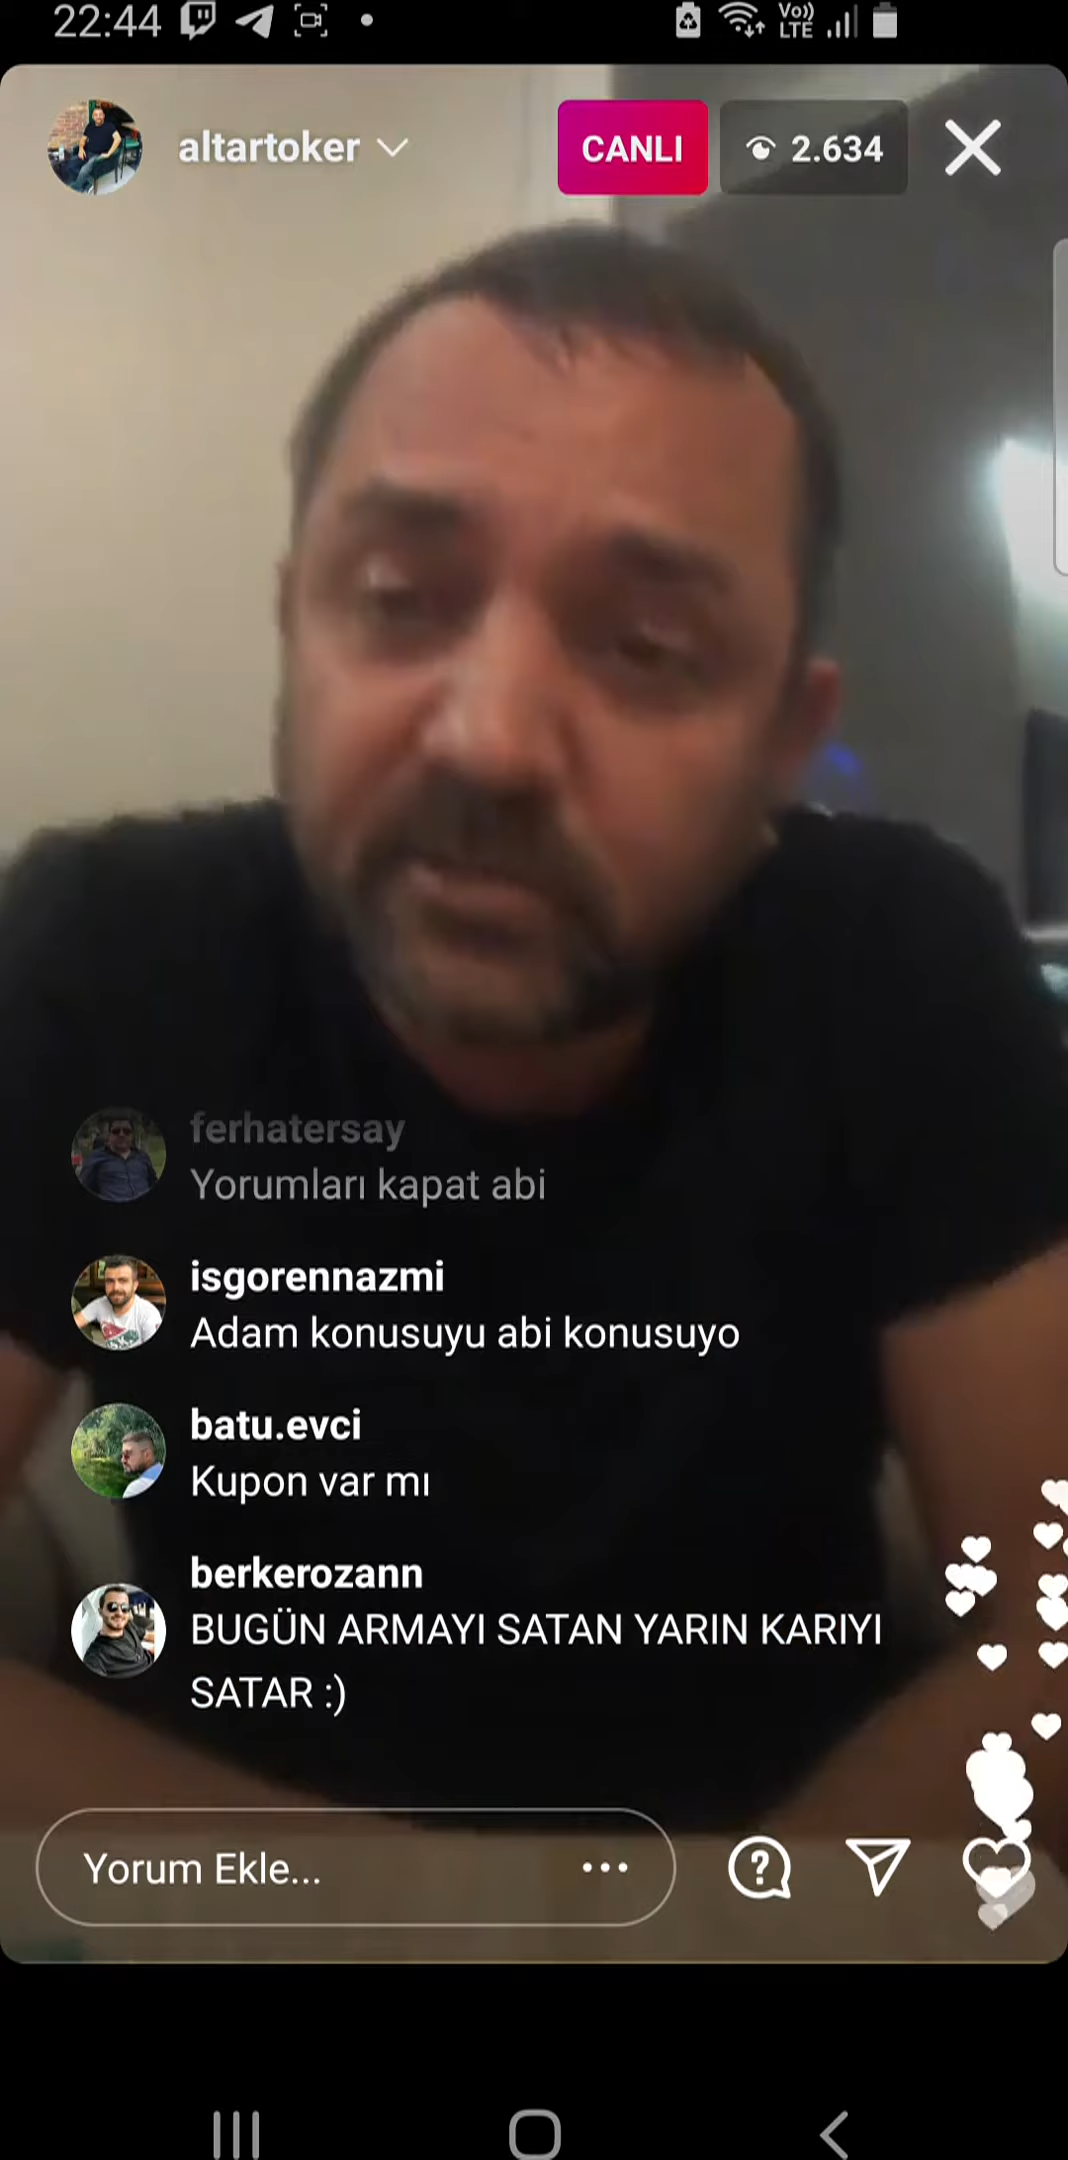 22:44
Vo))
LTE
altartoker
CANLI
2.634
ferhatersay
Yorumları kapat abi
isgorennazmi
Adam konusuyu abi konusuyo
batu.evci
Kupon var mı
berkerozann
BUGÜN ARMAYI SATAN YARIN KARIYI
SATAR :)
Yorum Ekle...